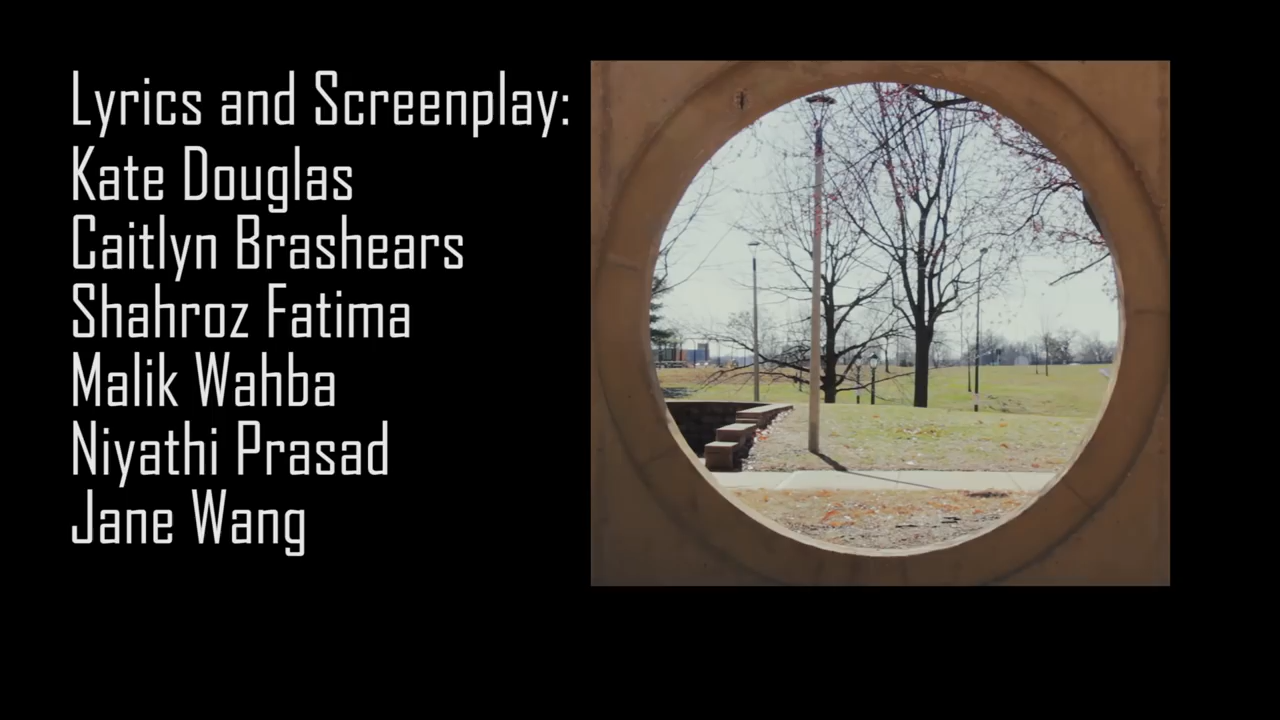 Lyrics and Screenplay:
Kate Douglas
Caitlyn Brashears
Shahroz Fatima
Malik Wahba
Niyathi Prasad
Jane Wang